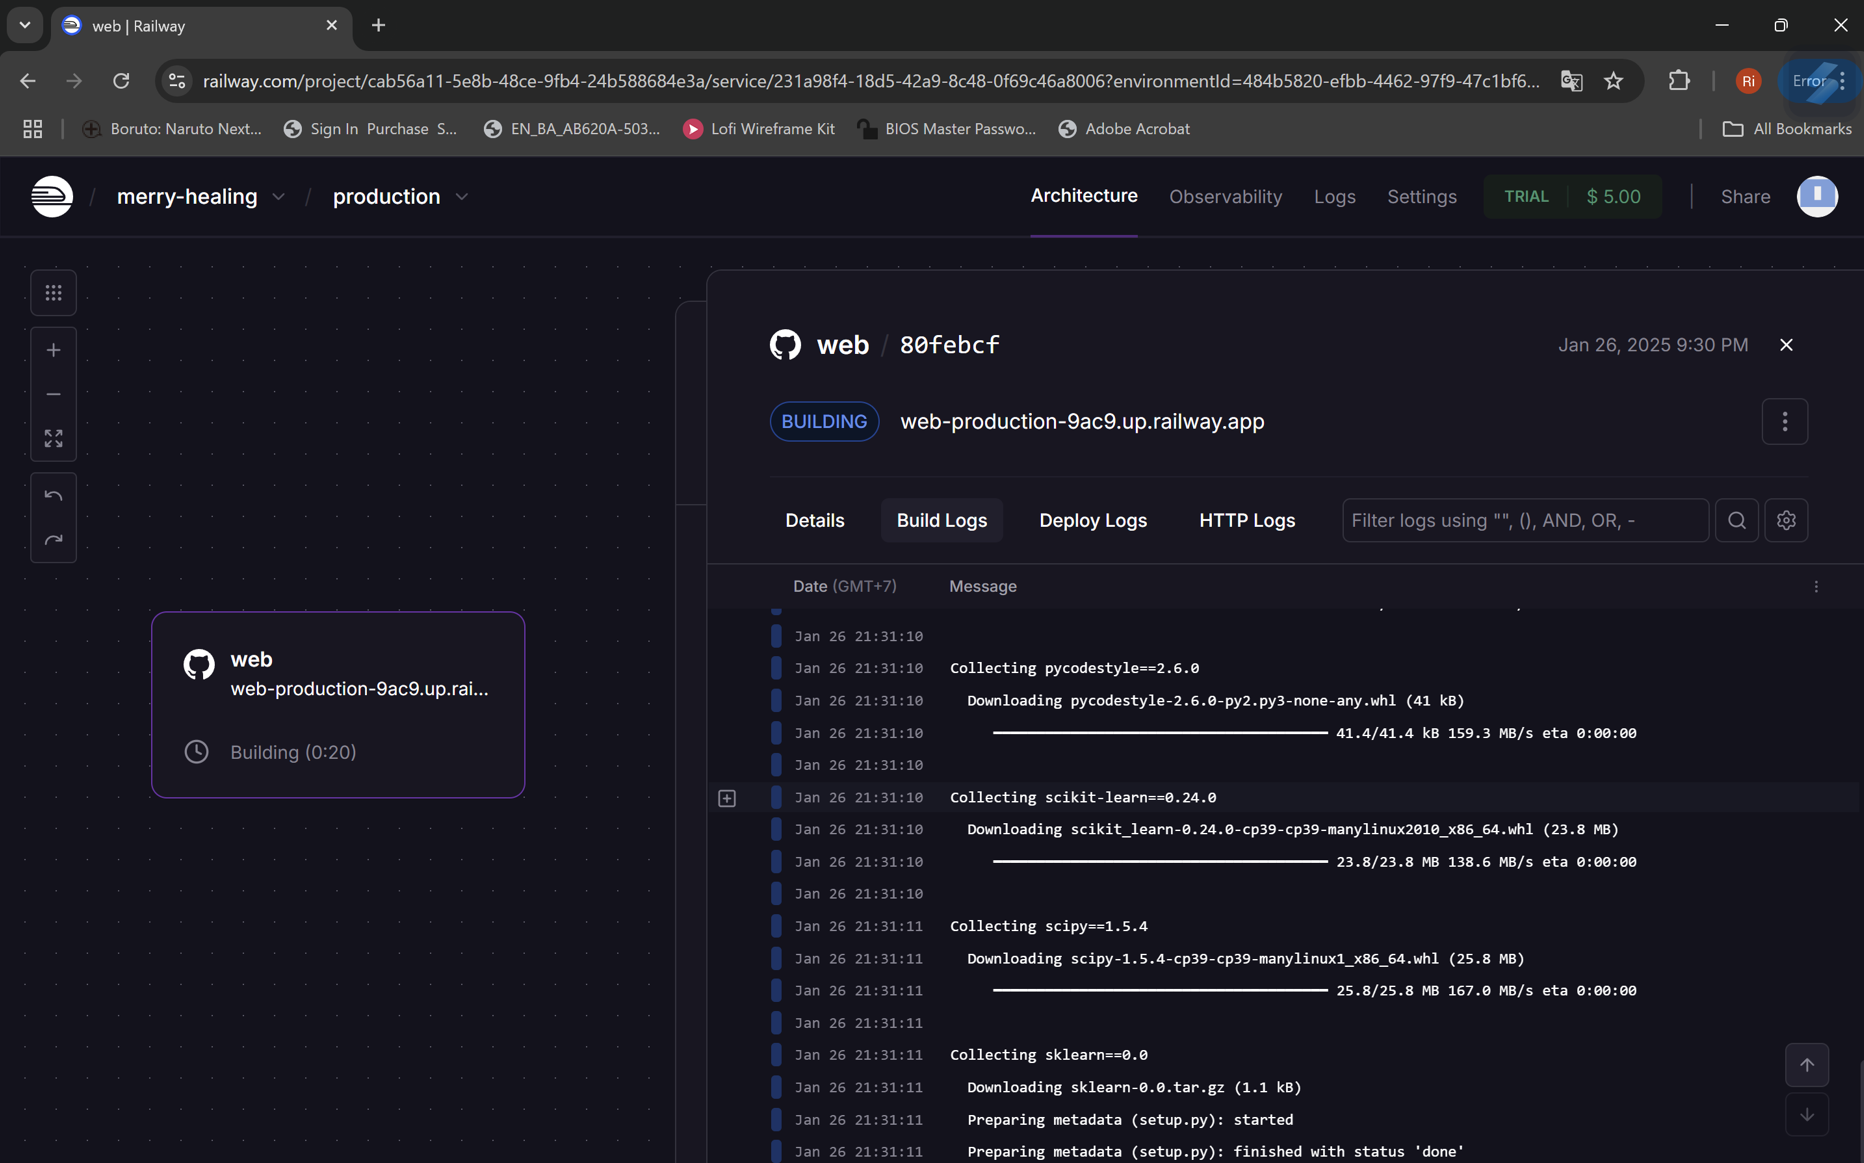 web | Railway
railway.com/project/cab56a11-5e8b-48ce-9fb4-24b588684e3a/service/231a98f4-18d5-42a9-8c48-0f69c46a8006?environmentId=484b5820-efbb-4462-97f9-47c1bf6...
Ri
Error
Boruto: Naruto Next...
Sign In Purchase S...
EN_BA_AB620A-503...
Lofi Wireframe Kit
BIOS Master Passwo...
Adobe Acrobat
All Bookmarks
/ merry-healing / production
Architecture
Observability
Logs
Settings
TRIAL
$ 5.00
Share
web / 80febcf
Jan 26, 2025 9:30 PM
BUILDING
web-production-9ac9.up.railway.app
Details
Build Logs
Deploy Logs
HTTP Logs
Filter logs using "", (), AND, OR, -
Date (GMT+7)
Message
web
web-production-9ac9.up.rai...
Building (0:20)
Jan 26 21:31:10
Jan 26 21:31:10 Collecting pycodestyle==2.6.0
Jan 26 21:31:10 Downloading pycodestyle-2.6.0-py2.py3-none-any.whl (41 kB)
Jan 26 21:31:10 41.4/41.4 kB 159.3 MB/s eta 0:00:00
Jan 26 21:31:10
Jan 26 21:31:10 Collecting scikit-learn==0.24.0
Jan 26 21:31:10 Downloading scikit_learn-0.24.0-cp39-cp39-manylinux2010_x86_64.whl (23.8 MB)
Jan 26 21:31:10 23.8/23.8 MB 138.6 MB/s eta 0:00:00
Jan 26 21:31:10
Jan 26 21:31:11 Collecting scipy==1.5.4
Jan 26 21:31:11 Downloading scipy-1.5.4-cp39-cp39-manylinux1_x86_64.whl (25.8 MB)
Jan 26 21:31:11 25.8/25.8 MB 167.0 MB/s eta 0:00:00
Jan 26 21:31:11
Jan 26 21:31:11 Collecting sklearn==0.0
Jan 26 21:31:11 Downloading sklearn-0.0.tar.gz (1.1 kB)
Jan 26 21:31:11 Preparing metadata (setup.py): started
Jan 26 21:31:11 Preparing metadata (setup.py): finished with status 'done'